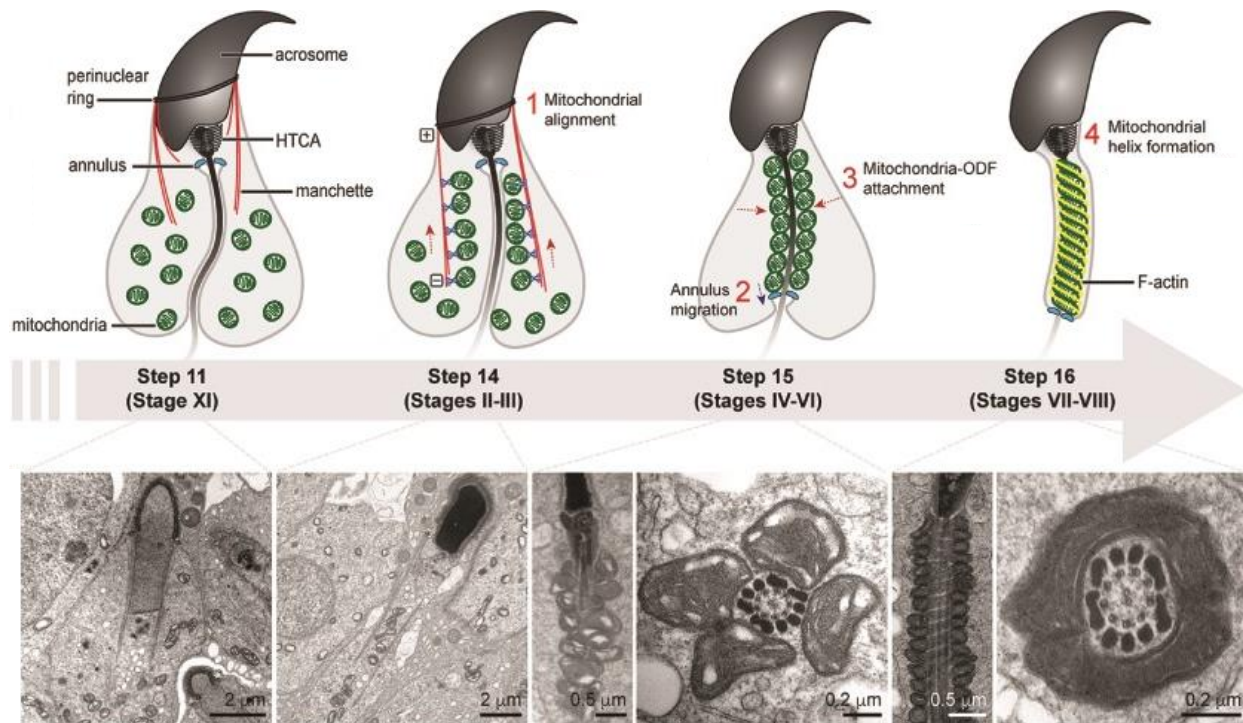 acrosome
perinuclear
ring
HTCA
annulus
manchette
mitochondria
+
1 Mitochondrial
alignment
−
3 Mitochondria-ODF
attachment
Annulus 2
migration
4 Mitochondrial
helix formation
F-actin
Step 11
(Stage XI)
Step 14
(Stages II-III)
Step 15
(Stages IV-VI)
Step 16
(Stages VII-VIII)
2 μm
2 μm
0.5 μm
0.2 μm
0.5 μm
0.2 μm